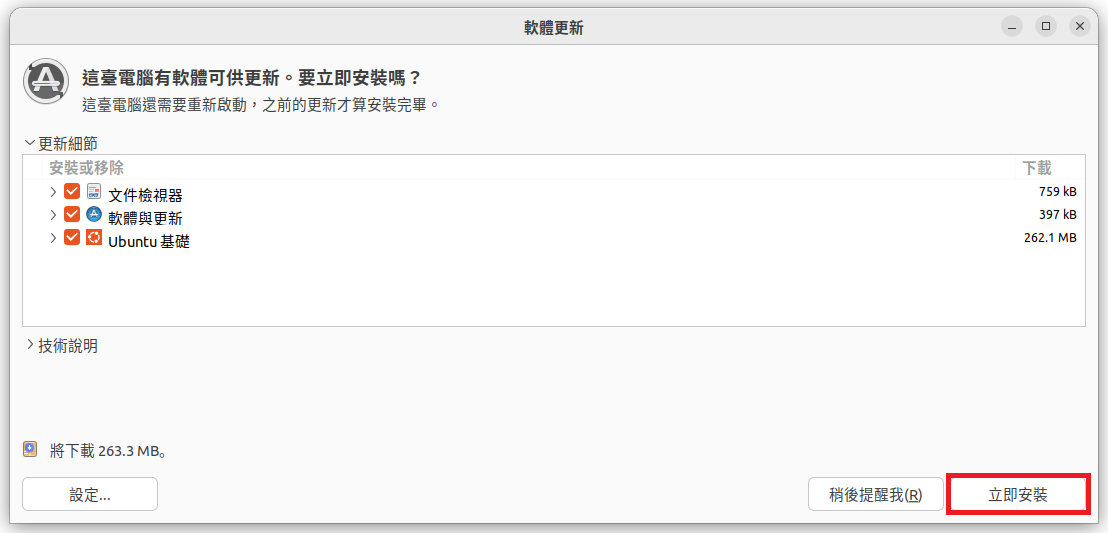 軟體更新
這臺電腦有軟體可供更新。要立即安裝嗎？
這臺電腦還需要重新啟動，之前的更新才算安裝完畢。
更新細節
安裝或移除 下載
文件檢視器 759 kB
軟體與更新 397 kB
Ubuntu 基礎 262.1 MB
技術說明
將下載 263.3 MB。
設定... 稍後提醒我(R) 立即安裝